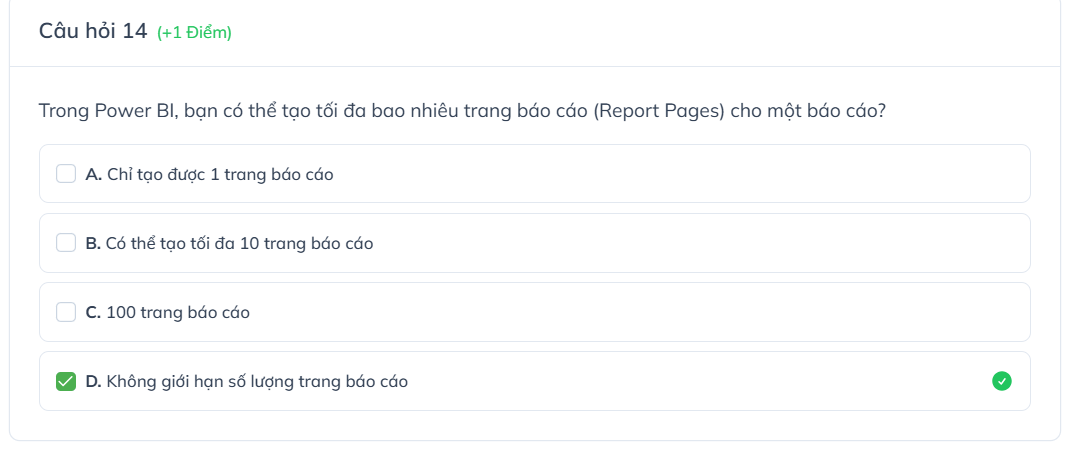 Câu hỏi 14 (+1 Điểm)
Trong Power BI, bạn có thể tạo tối đa bao nhiêu trang báo cáo (Report Pages) cho một báo cáo?
A. Chỉ tạo được 1 trang báo cáo
B. Có thể tạo tối đa 10 trang báo cáo
C. 100 trang báo cáo
D. Không giới hạn số lượng trang báo cáo